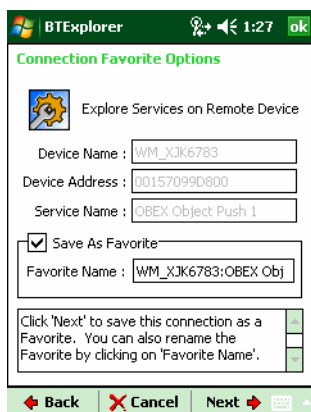 BTExplorer 1:27 ok
Connection Favorite Options
Explore Services on Remote Device
Device Name : WM_XJK6783
Device Address : 00157099D800
Service Name : OBEX Object Push 1
Save As Favorite
Favorite Name : WM_XJK6783:OBEX Obj
Click 'Next' to save this connection as a
Favorite. You can also rename the
Favorite by clicking on 'Favorite Name'.
Back Cancel Next